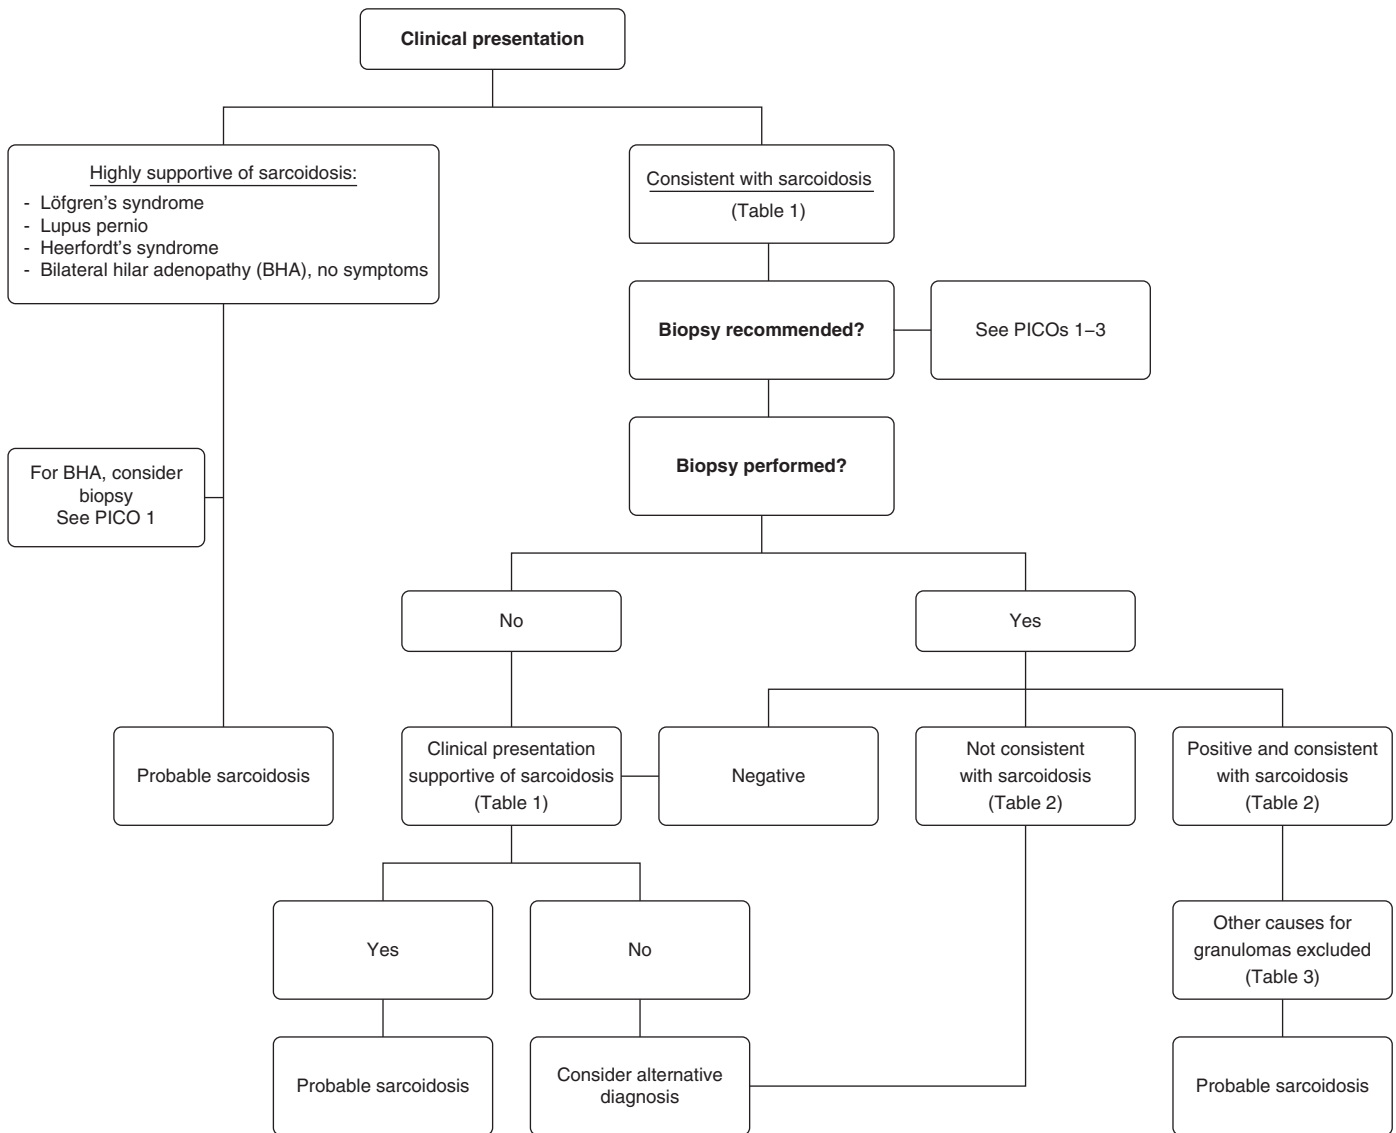 Clinical presentation
Highly supportive of sarcoidosis:
- Löfgren’s syndrome
- Lupus pernio
- Heerfordt’s syndrome
- Bilateral hilar adenopathy (BHA), no symptoms
Consistent with sarcoidosis
(Table 1)
Biopsy recommended?
See PICOs 1–3
Biopsy performed?
For BHA, consider
biopsy
See PICO 1
No
Yes
Probable sarcoidosis
Clinical presentation
supportive of sarcoidosis
(Table 1)
Negative
Not consistent
with sarcoidosis
(Table 2)
Positive and consistent
with sarcoidosis
(Table 2)
Yes
No
Other causes for
granulomas excluded
(Table 3)
Probable sarcoidosis
Consider alternative
diagnosis
Probable sarcoidosis